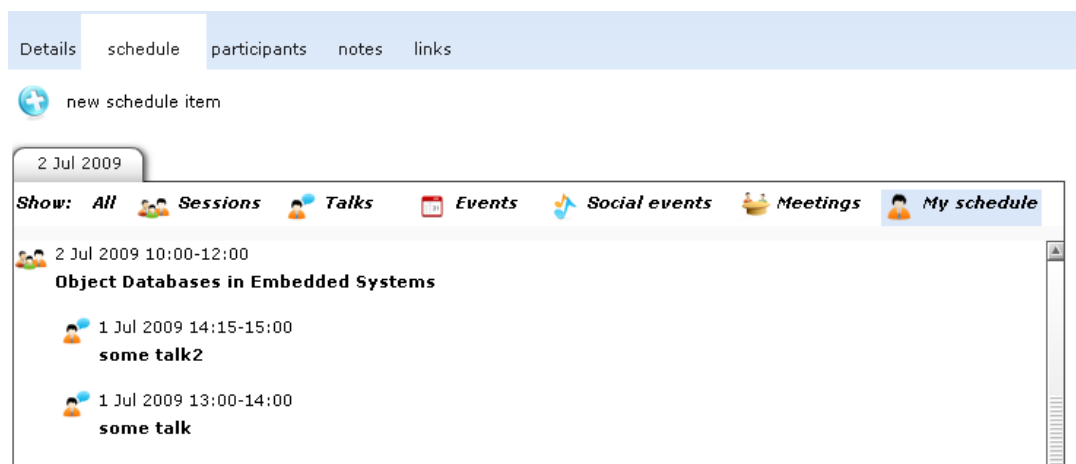 Details schedule participants notes links
new schedule item
2 Jul 2009
Show: All Sessions Talks Events Social events Meetings My schedule
2 Jul 2009 10:00-12:00
Object Databases in Embedded Systems
1 Jul 2009 14:15-15:00
some talk2
1 Jul 2009 13:00-14:00
some talk